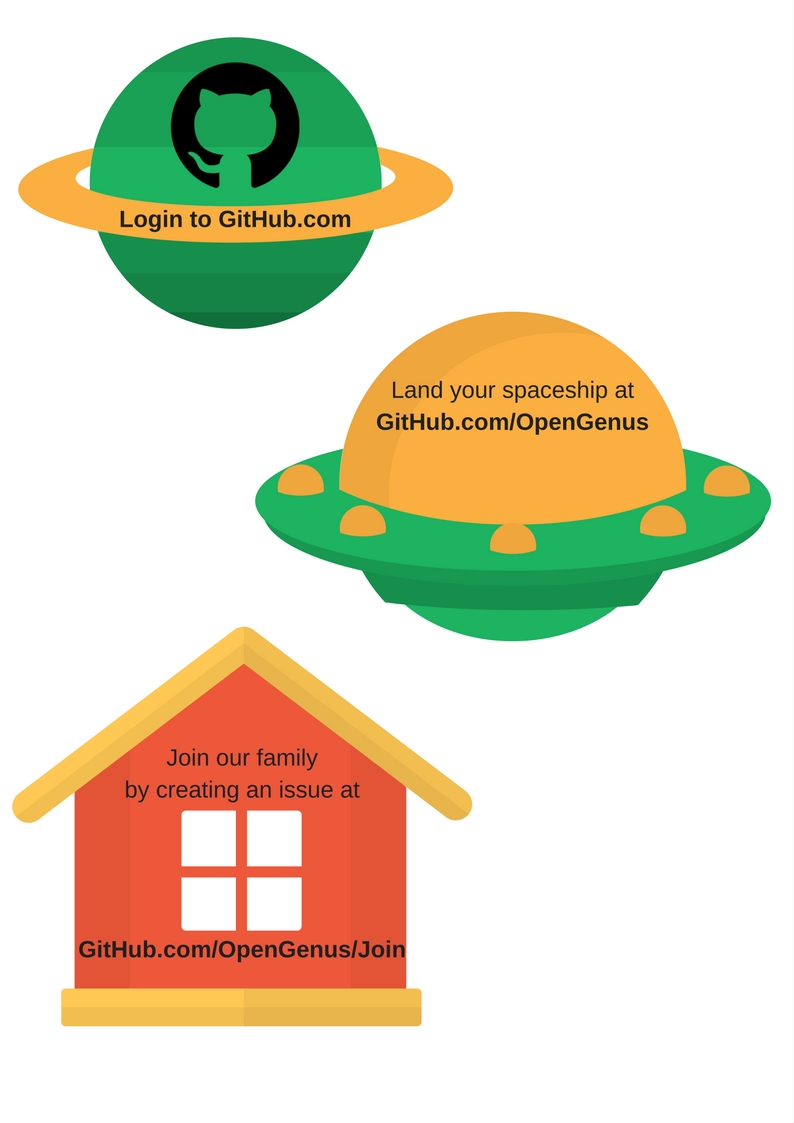 Login to GitHub.com
Land your spaceship at
GitHub.com/OpenGenus
Join our family
by creating an issue at
GitHub.com/OpenGenus/Join